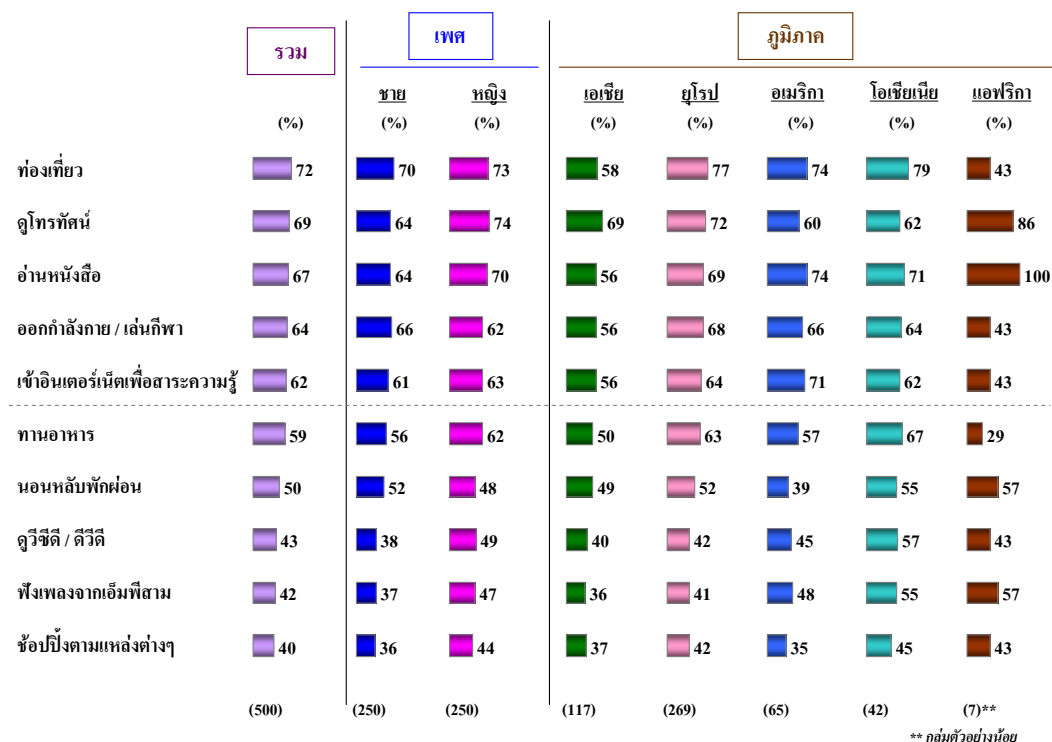 รวม เพศ ภูมิภาค
ชาย หญิง เอเชีย ยุโรป อเมริกา โอเชียเนีย แอฟริกา
(%) (%) (%) (%) (%) (%) (%) (%)
ท่องเที่ยว 72 70 73 58 77 74 79 43
ดูโทรทัศน์ 69 64 74 69 72 60 62 86
อ่านหนังสือ 67 64 70 56 69 74 71 100
ออกกำลังกาย / เล่นกีฬา 64 66 62 56 68 66 64 43
เข้าอินเตอร์เน็ตเพื่อสาระความรู้ 62 61 63 56 64 71 62 43
ทานอาหาร 59 56 62 50 63 57 67 29
นอนหลับพักผ่อน 50 52 48 49 52 39 55 57
ดูวีซีดี / ดีวีดี 43 38 49 40 42 45 57 43
ฟังเพลงจากเอ็มพีสาม 42 37 47 36 41 48 55 57
ช้อปปิ้งตามแหล่งต่างๆ 40 36 44 37 42 35 45 43
(500) (250) (250) (117) (269) (65) (42) (7)**
** กลุ่มตัวอย่างน้อย